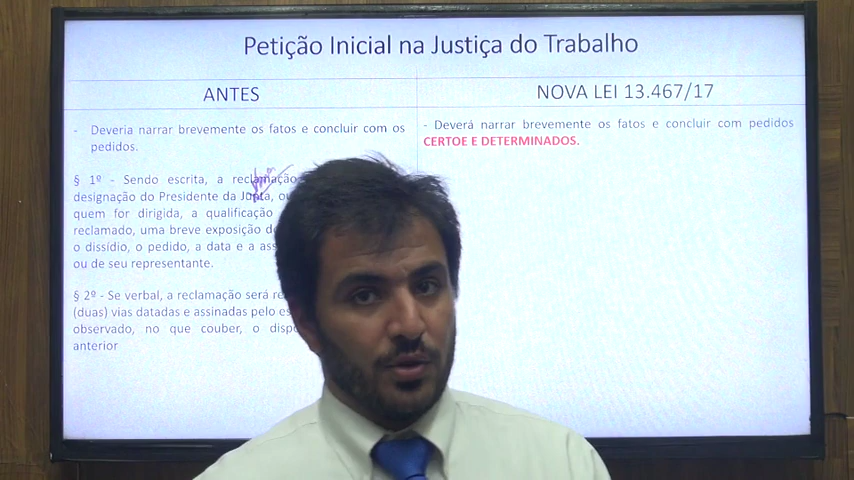 Petição Inicial na Justiça do Trabalho
ANTES
- Deveria narrar brevemente os fatos e concluir com os
pedidos.
§ 1º - Sendo escrita, a reclamação
designação do Presidente da Junta, ou
quem for dirigida, a qualificação
reclamado, uma breve exposição
o dissídio, o pedido, a data e a
ou de seu representante.
§ 2º - Se verbal, a reclamação será
(duas) vias datadas e assinadas pelo
observado, no que couber, o
anterior
NOVA LEI 13.467/17
- Deverá narrar brevemente os fatos e concluir com pedidos
CERTOE E DETERMINADOS.